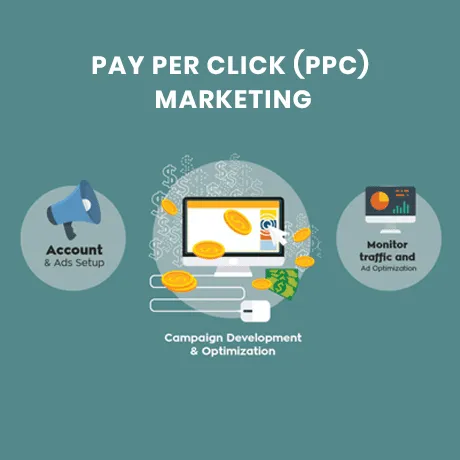 PAY PER CLICK (PPC)
MARKETING
Account
& Ads Setup
Campaign Development
& Optimization
Monitor
traffic and
Ad Optimization